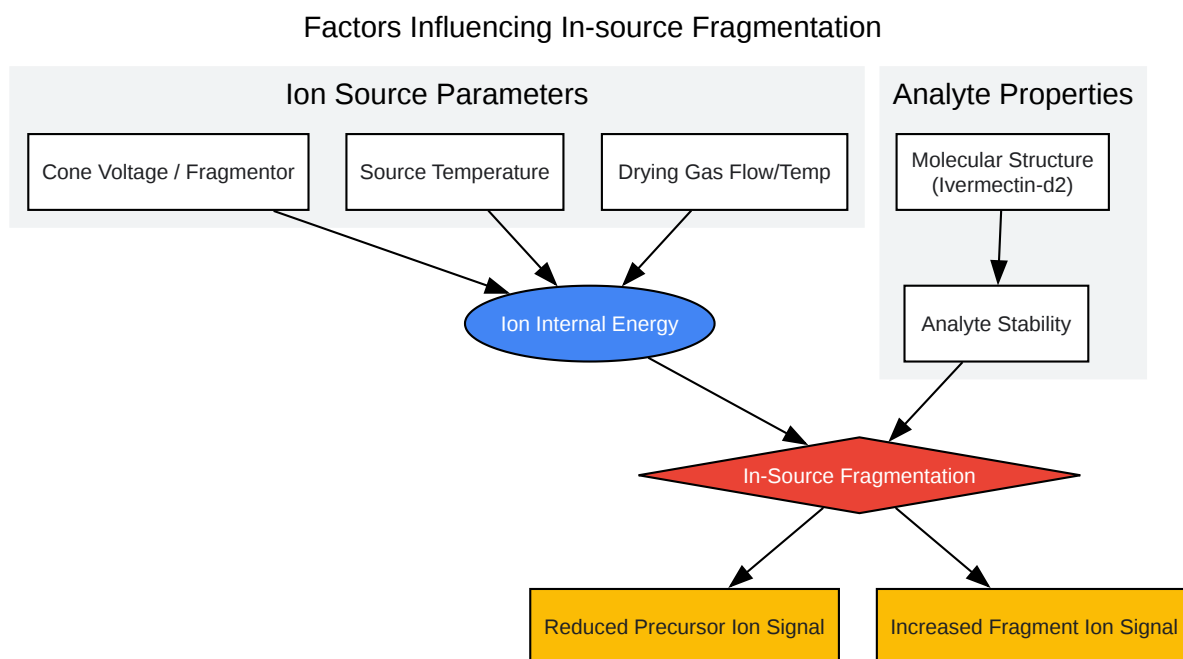 Factors Influencing In-source Fragmentation
Ion Source Parameters
Analyte Properties
Cone Voltage / Fragmentor
Source Temperature
Drying Gas Flow/Temp
Molecular Structure
(Ivermectin-d2)
Ion Internal Energy
Analyte Stability
In-Source Fragmentation
Reduced Precursor Ion Signal
Increased Fragment Ion Signal